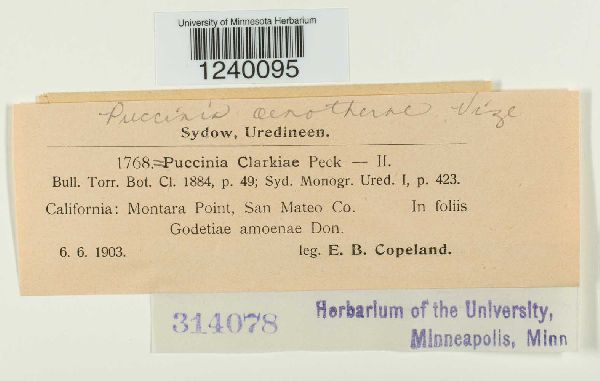 University of Minnesota Herbarium
1240095
Puccinia oenotherae Vize
Sydow, Uredineen.
1768. Puccinia Clarkiae Peck — II.
Bull. Torr. Bot. Cl. 1884, p. 49; Syd. Monogr. Ured. I, p. 423.
California: Montara Point, San Mateo Co. In foliis
Godetiae amoenae Don.
6. 6. 1903. leg. E. B. Copeland.
314078
Herbarium of the University,
Minneapolis, Minn